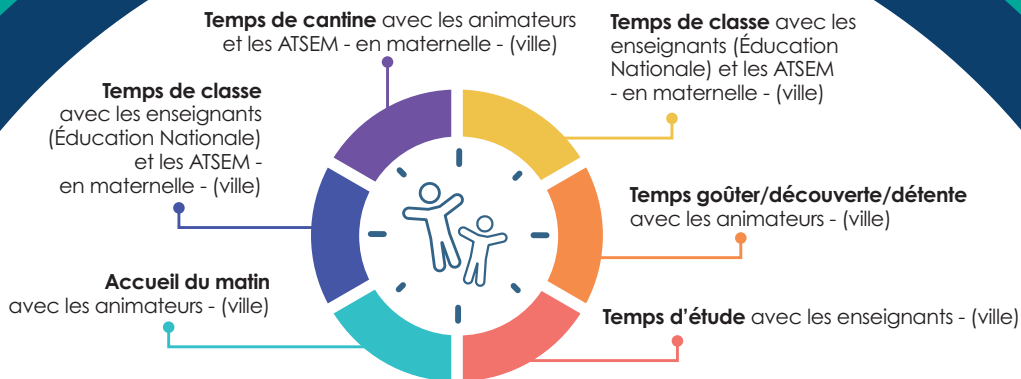 Temps de cantine avec les animateurs
et les ATSEM - en maternelle - (ville)
Temps de classe avec les
enseignants (Éducation
Nationale) et les ATSEM
- en maternelle - (ville)
Temps de classe
avec les enseignants
(Éducation Nationale)
et les ATSEM -
en maternelle - (ville)
Temps goûter/découverte/détente
avec les animateurs - (ville)
Accueil du matin
avec les animateurs - (ville)
Temps d'étude avec les enseignants - (ville)